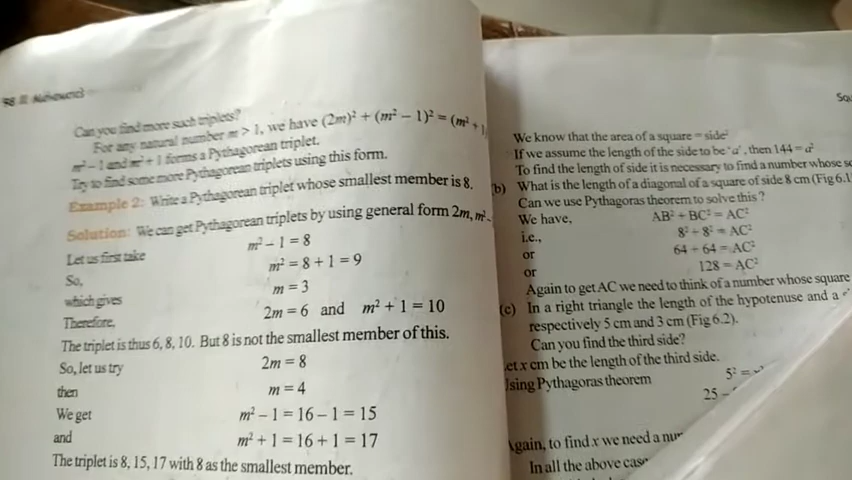 98 Mathematics
Can you find more such triplets?
For any natural number m > 1, we have (2m)² + (m² – 1)² = (m² + 1
m² – 1 and m² + 1 forms a Pythagorean triplet.
Try to find some more Pythagorean triplets using this form.
Example 2: Write a Pythagorean triplet whose smallest member is 8.
Solution: We can get Pythagorean triplets by using general form 2m, m² –
Let us first take m² – 1 = 8
So, m² = 8 + 1 = 9
which gives m = 3
Therefore, 2m = 6 and m² + 1 = 10
The triplet is thus 6, 8, 10. But 8 is not the smallest member of this.
So, let us try 2m = 8
then m = 4
We get m² – 1 = 16 – 1 = 15
and m² + 1 = 16 + 1 = 17
The triplet is 8, 15, 17 with 8 as the smallest member.
We know that the area of a square = side²
If we assume the length of the side to be 'a', then 144 = a²
To find the length of side it is necessary to find a number whose
(b) What is the length of a diagonal of a square of side 8 cm (Fig 6.1
Can we use Pythagoras theorem to solve this?
We have, AB² + BC² = AC²
i.e., 8² + 8² = AC²
or 64 + 64 = AC²
or 128 = AC²
Again to get AC we need to think of a number whose square
(c) In a right triangle the length of the hypotenuse and a
respectively 5 cm and 3 cm (Fig 6.2).
Can you find the third side?
et x cm be the length of the third side.
sing Pythagoras theorem 5² =
25 –
Again, to find x we need a
In all the above